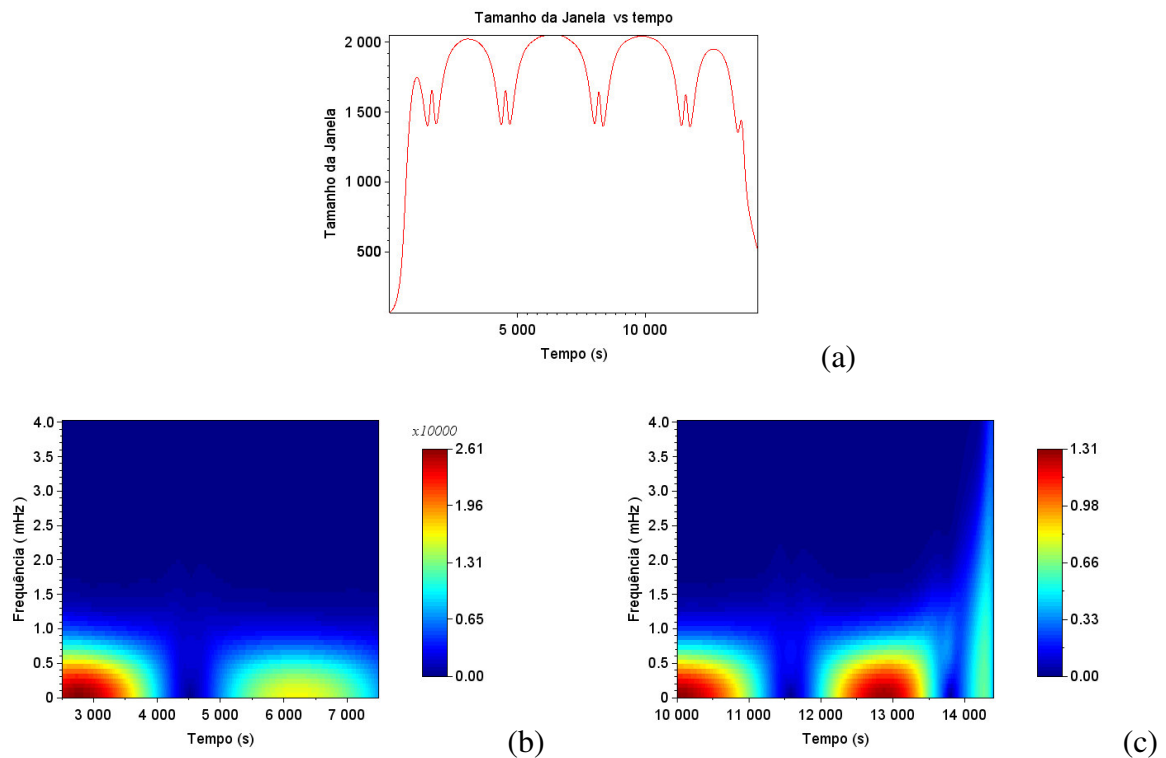 Tamanho da Janela vs tempo
Tamanho da Janela
2 000
1 500
1 000
500
5 000 10 000
Tempo (s)
(a)
Frequência ( mHz )
4.0
3.5
3.0
2.5
2.0
1.5
1.0
0.5
0
3 000 4 000 5 000 6 000 7 000
Tempo (s)
x10000
2.61
1.96
1.31
0.65
0.00
(b)
Frequência ( mHz )
4.0
3.5
3.0
2.5
2.0
1.5
1.0
0.5
0
10 000 11 000 12 000 13 000 14 000
Tempo (s)
1.31
0.98
0.66
0.33
0.00
(c)